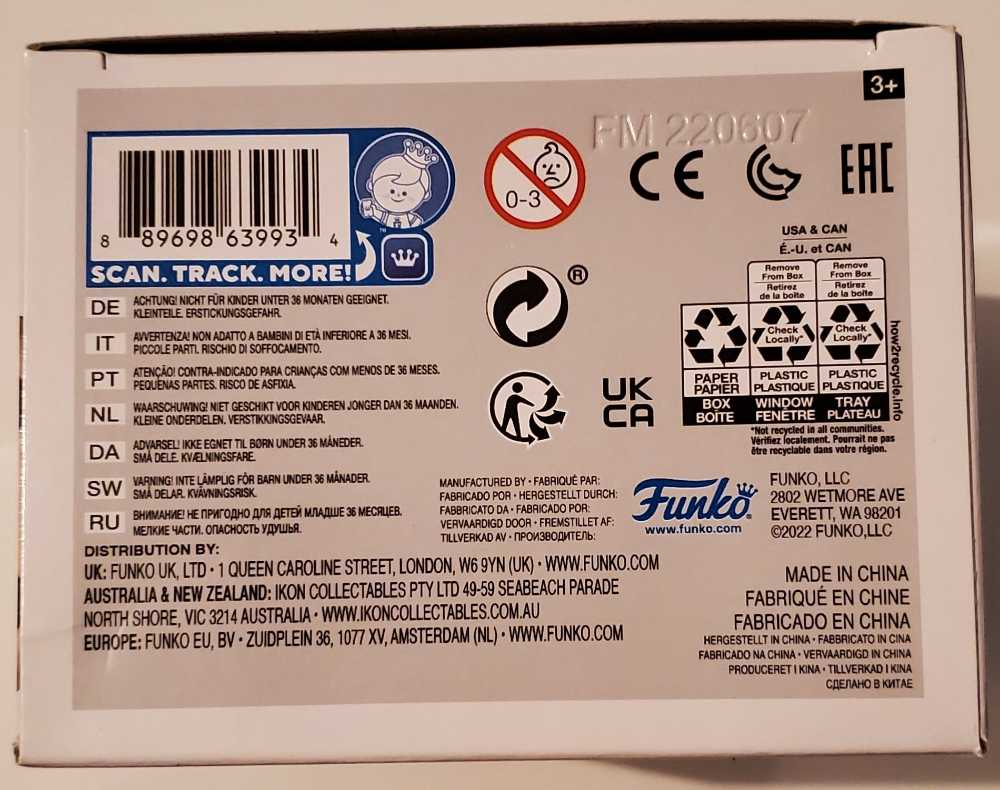 3+
FM 220607
8 89698 63993 4
SCAN. TRACK. MORE!
™
0-3
CE
EAC
®
UK
CA
USA & CAN
É.-U. et CAN
Remove
From Box
Retirez
de la boîte
Remove
From Box
Retirez
de la boîte
Check
Locally*
Check
Locally*
PAPER
PAPIER
BOX
BOÎTE
PLASTIC
PLASTIQUE
WINDOW
FENÊTRE
PLASTIC
PLASTIQUE
TRAY
PLATEAU
how2recycle.info
*Not recycled in all communities.
Vérifiez localement. Pourrait ne pas
être recyclable dans votre région.
DE ACHTUNG! NICHT FÜR KINDER UNTER 36 MONATEN GEEIGNET.
KLEINTEILE. ERSTICKUNGSGEFAHR.
IT AVVERTENZA! NON ADATTO A BAMBINI DI ETÀ INFERIORE A 36 MESI.
PICCOLE PARTI. RISCHIO DI SOFFOCAMENTO.
PT ATENÇÃO! CONTRA-INDICADO PARA CRIANÇAS COM MENOS DE 36 MESES.
PEQUENAS PARTES. RISCO DE ASFIXIA.
NL WAARSCHUWING! NIET GESCHIKT VOOR KINDEREN JONGER DAN 36 MAANDEN.
KLEINE ONDERDELEN. VERSTIKKINGSGEVAAR.
DA ADVARSEL! IKKE EGNET TIL BØRN UNDER 36 MÅNEDER.
SMÅ DELE. KVÆLNINGSFARE.
SW VARNING! INTE LÄMPLIG FÖR BARN UNDER 36 MÅNADER.
SMÅ DELAR. KVÄVNINGSRISK.
RU ВНИМАНИЕ! НЕ ПРИГОДНО ДЛЯ ДЕТЕЙ МЛАДШЕ 36 МЕСЯЦЕВ.
МЕЛКИЕ ЧАСТИ. ОПАСНОСТЬ УДУШЬЯ.
MANUFACTURED BY • FABRIQUÉ PAR:
FABRICADO POR • HERGESTELLT DURCH:
FABBRICATO DA • FABRICADO POR:
VERVAARDIGD DOOR • FREMSTILLET AF:
TILLVERKAD AV • ПРОИЗВОДИТЕЛЬ:
Funko
www.funko.com
FUNKO, LLC
2802 WETMORE AVE
EVERETT, WA 98201
©2022 FUNKO,LLC
DISTRIBUTION BY:
UK: FUNKO UK, LTD • 1 QUEEN CAROLINE STREET, LONDON, W6 9YN (UK) • WWW.FUNKO.COM
AUSTRALIA & NEW ZEALAND: IKON COLLECTABLES PTY LTD 49-59 SEABEACH PARADE
NORTH SHORE, VIC 3214 AUSTRALIA • WWW.IKONCOLLECTABLES.COM.AU
EUROPE: FUNKO EU, BV • ZUIDPLEIN 36, 1077 XV, AMSTERDAM (NL) • WWW.FUNKO.COM
MADE IN CHINA
FABRIQUÉ EN CHINE
FABRICADO EN CHINA
HERGESTELLT IN CHINA • FABBRICATO IN CINA
FABRICADO NA CHINA • VERVAARDIGD IN CHINA
PRODUCERET I KINA • TILLVERKAD I KINA
СДЕЛАНО В КИТАЕ